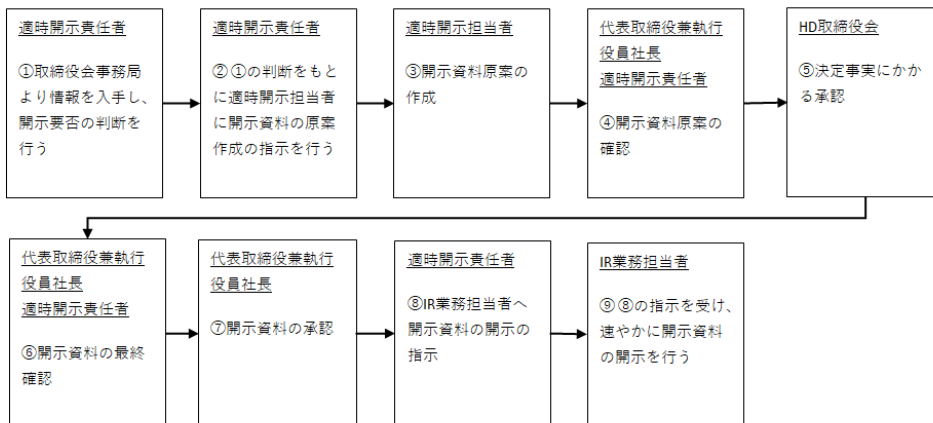 適時開示責任者
①取締役会事務局
より情報を入手し、
開示要否の判断を
行う
適時開示責任者
②①の判断をもと
に適時開示担当者
に開示資料の原案
作成の指示を行う
適時開示担当者
③開示資料原案の
作成
代表取締役兼執行
役員社長
適時開示責任者
④開示資料原案の
確認
HD取締役会
⑤決定事実にかか
る承認
代表取締役兼執行
役員社長
適時開示責任者
⑥開示資料の最終
確認
代表取締役兼執行
役員社長
⑦開示資料の承認
適時開示責任者
⑧IR業務担当者へ
開示資料の開示の
指示
IR業務担当者
⑨⑧の指示を受け、
速やかに開示資料
の開示を行う